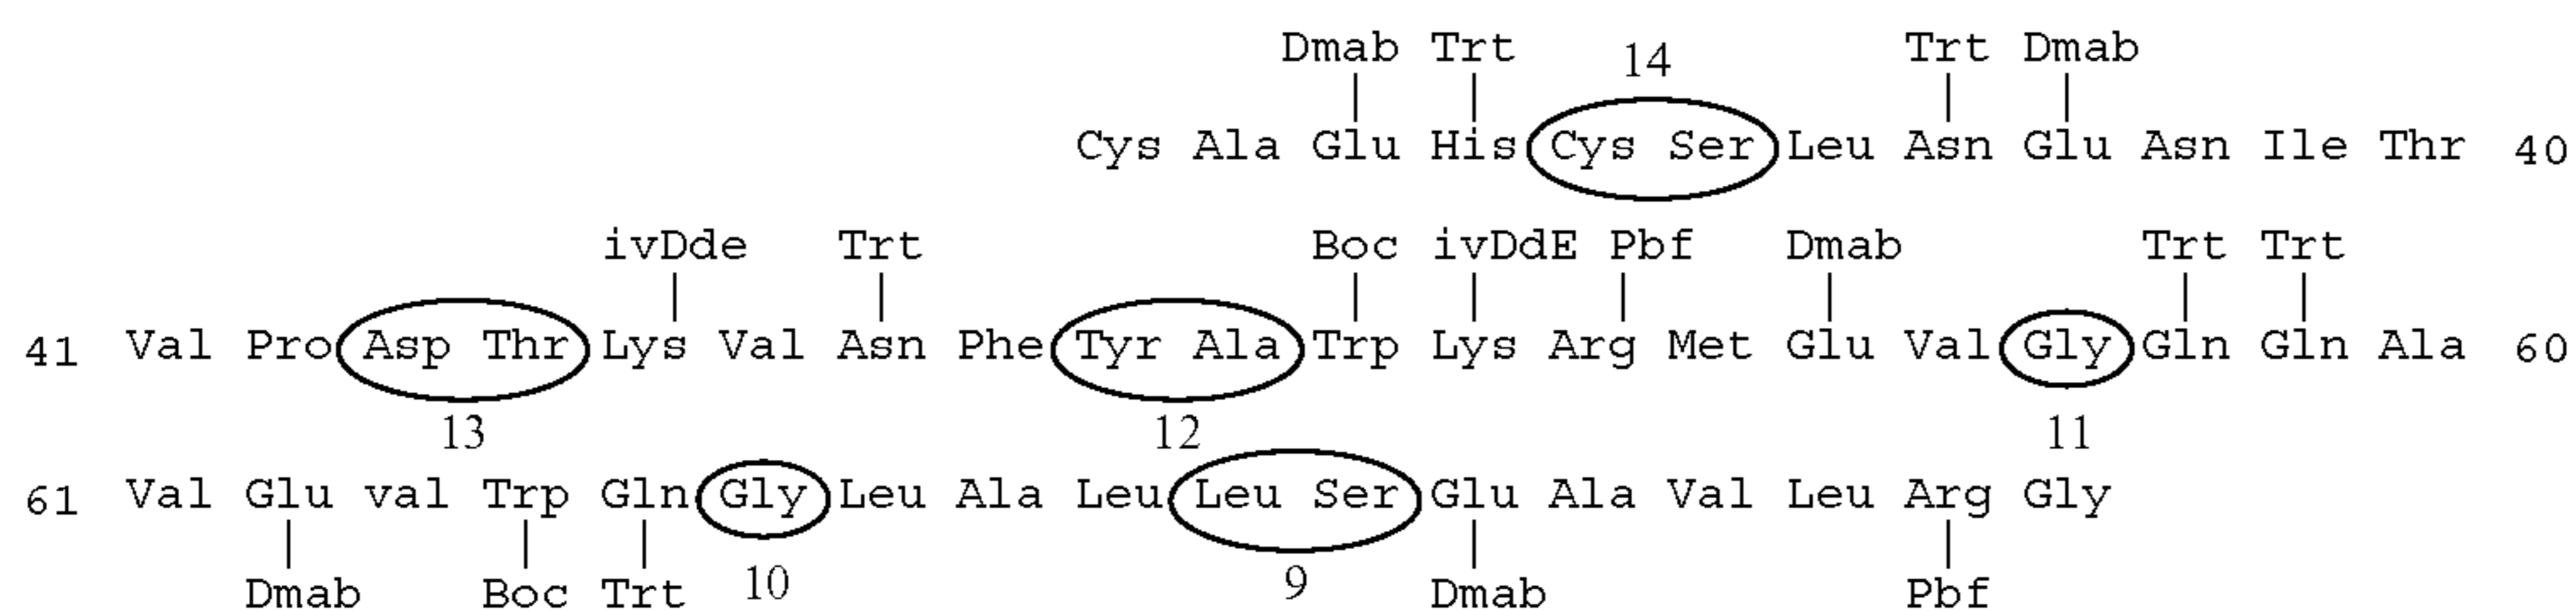 Dmab Trt 14 Trt Dmab
Cys Ala Glu His Cys Ser Leu Asn Glu Asn Ile Thr 40
ivDde Trt Boc ivDdE Pbf Dmab Trt Trt
41 Val Pro Asp Thr Lys Val Asn Phe Tyr Ala Trp Lys Arg Met Glu Val Gly Gln Gln Ala 60
13 12 11
61 Val Glu val Trp Gln Gly Leu Ala Leu Leu Ser Glu Ala Val Leu Arg Gly
Dmab Boc Trt 10 9 Dmab Pbf